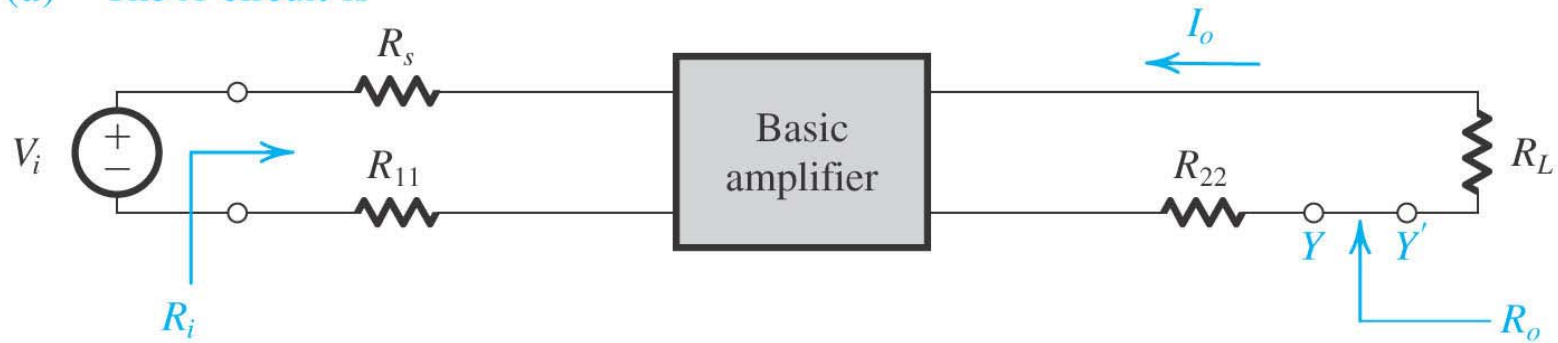 I_o
R_s
Basic
amplifier
V_i
+
−
R_11
R_22
R_L
Y
Y′
R_i
R_o